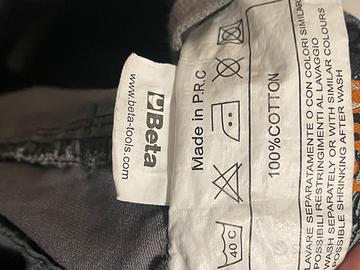 Beta
www.beta-tools.com
Made in P.R.C
40 C
100%COTTON
LAVARE SEPARATAMENTE O CON COLORI SIMILARI
POSSIBILI RESTRINGIMENTI AL LAVAGGIO
WASH SEPARATELY OR WITH SIMILAR COLOURS
POSSIBLE SHRINKING AFTER WASH